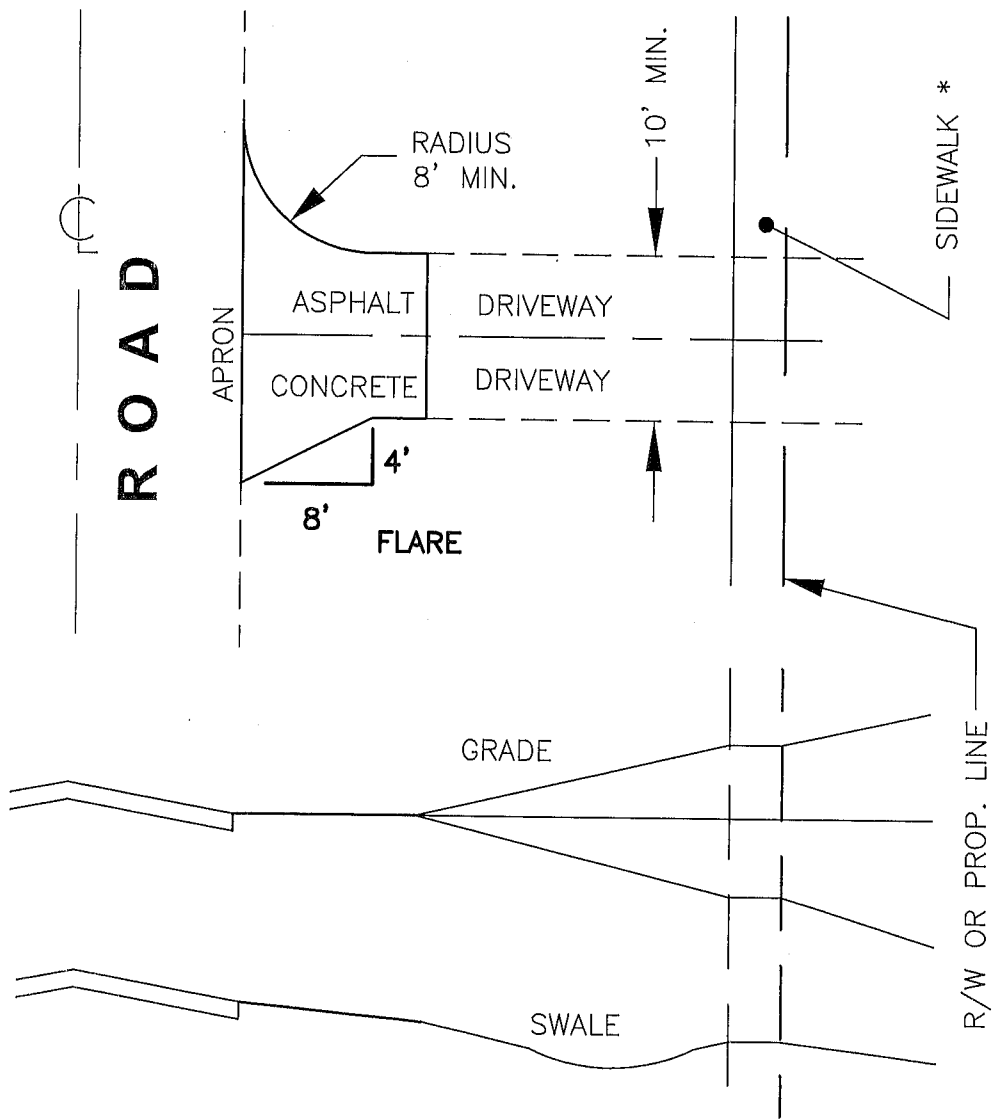 ℄
ROAD
RADIUS
8' MIN.
10' MIN.
SIDEWALK *
APRON
ASPHALT
DRIVEWAY
CONCRETE
DRIVEWAY
4'
8'
FLARE
GRADE
R/W OR PROP. LINE
SWALE